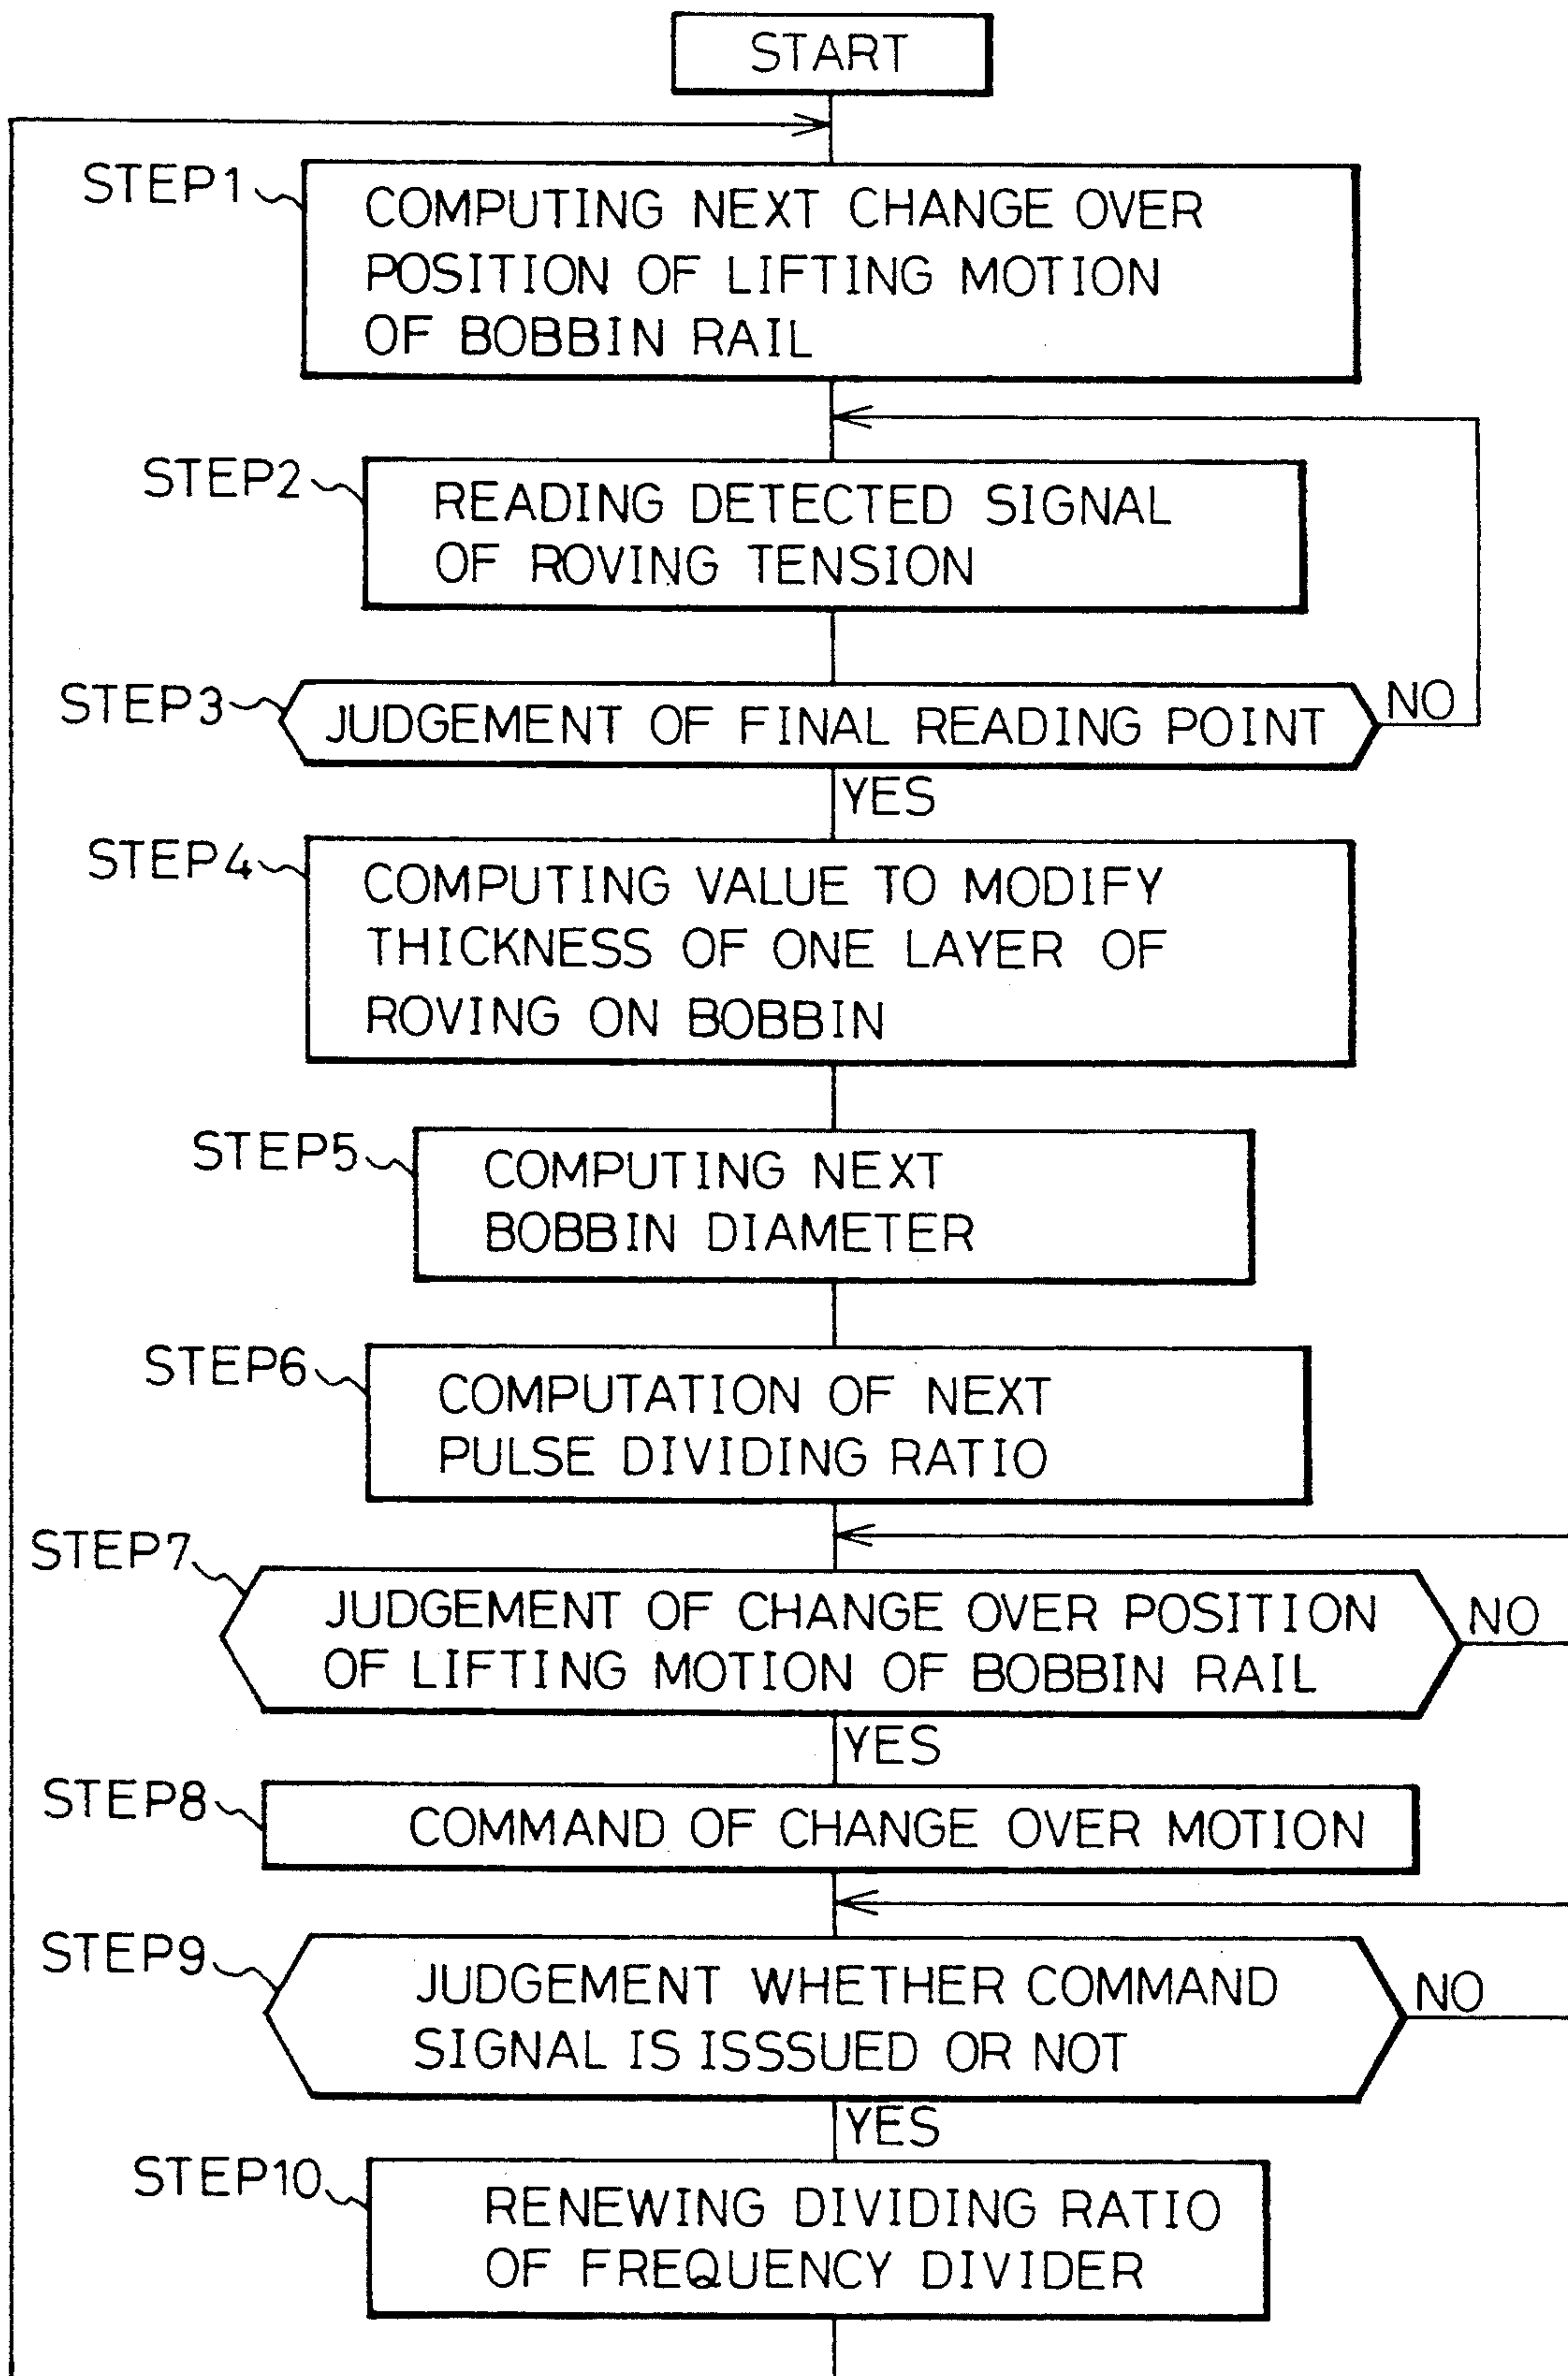 START
STEP1
COMPUTING NEXT CHANGE OVER
POSITION OF LIFTING MOTION
OF BOBBIN RAIL
STEP2
READING DETECTED SIGNAL
OF ROVING TENSION
STEP3
JUDGEMENT OF FINAL READING POINT
NO
YES
STEP4
COMPUTING VALUE TO MODIFY
THICKNESS OF ONE LAYER OF
ROVING ON BOBBIN
STEP5
COMPUTING NEXT
BOBBIN DIAMETER
STEP6
COMPUTATION OF NEXT
PULSE DIVIDING RATIO
STEP7
JUDGEMENT OF CHANGE OVER POSITION
OF LIFTING MOTION OF BOBBIN RAIL
NO
YES
STEP8
COMMAND OF CHANGE OVER MOTION
STEP9
JUDGEMENT WHETHER COMMAND
SIGNAL IS ISSSUED OR NOT
NO
YES
STEP10
RENEWING DIVIDING RATIO
OF FREQUENCY DIVIDER